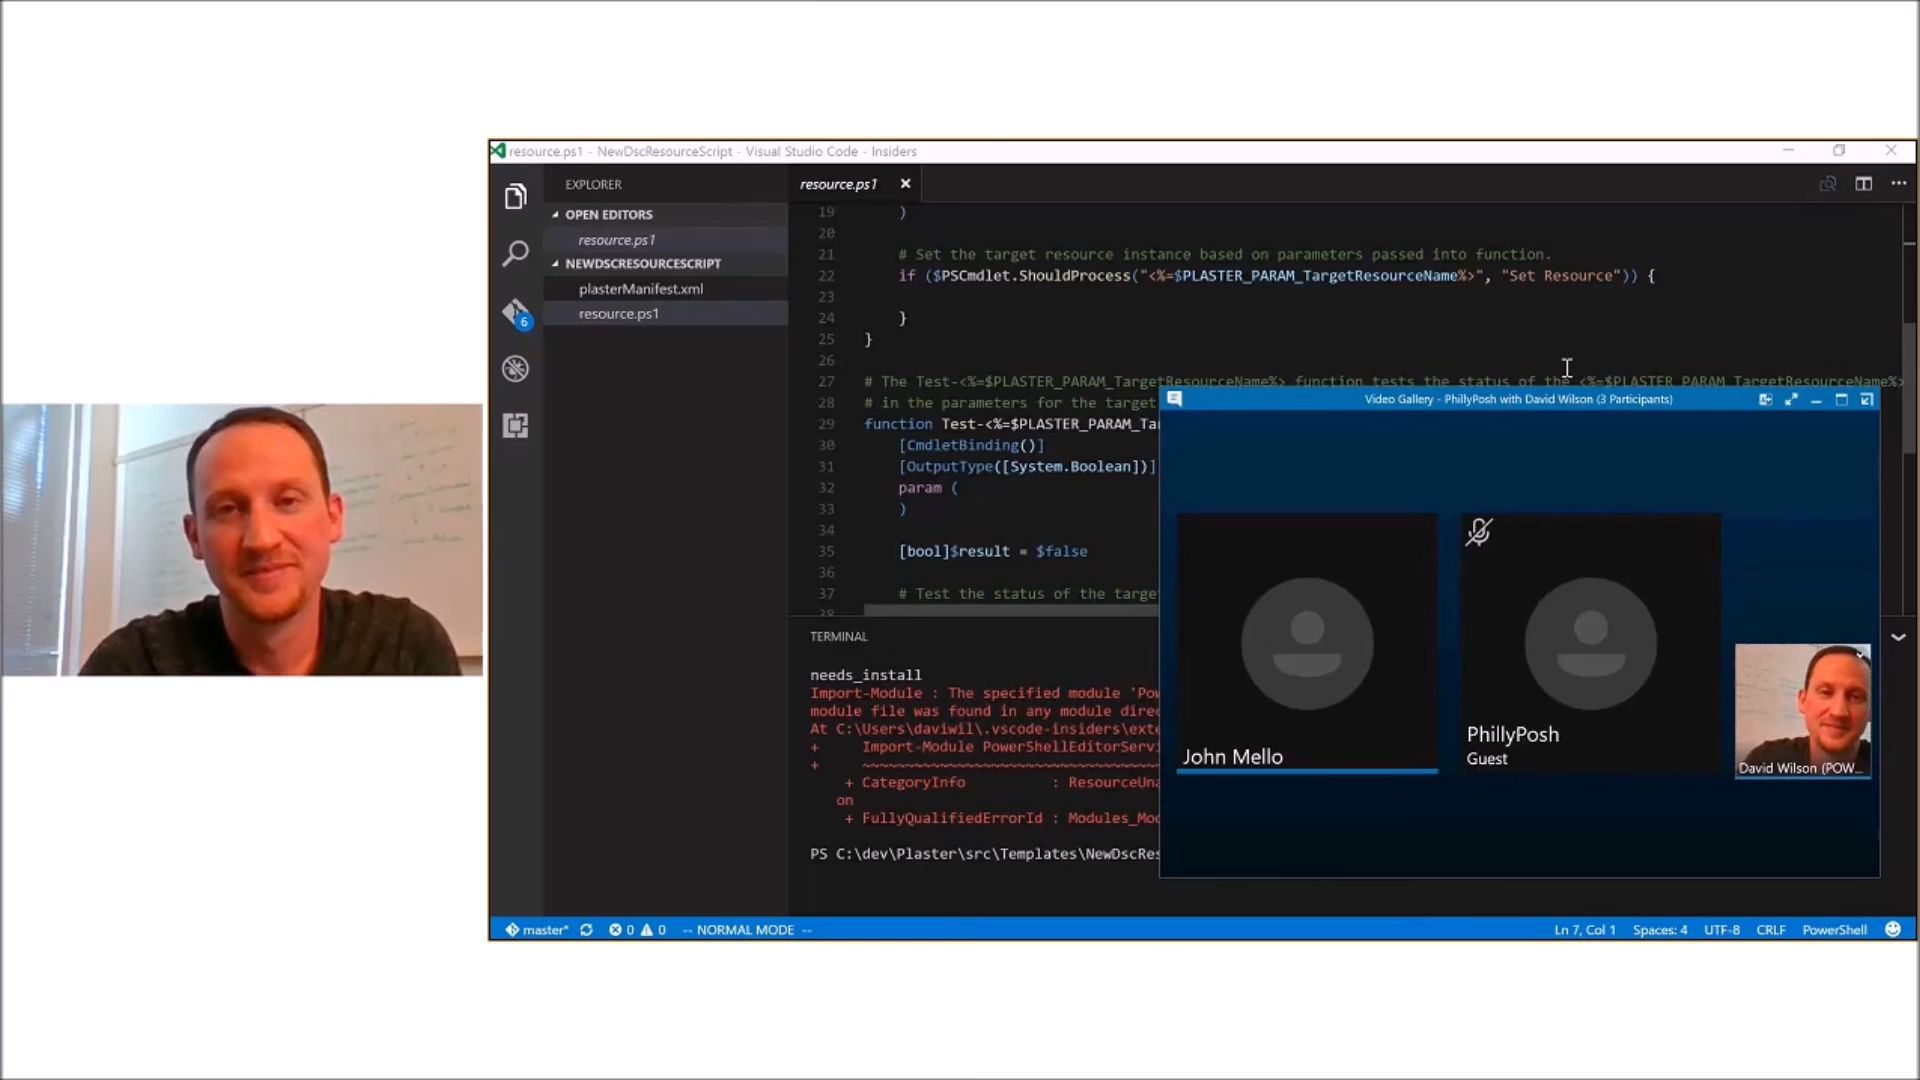 resource.ps1 - NewDscResourceScript - Visual Studio Code - Insiders
EXPLORER
OPEN EDITORS
resource.ps1
NEWDSCRESOURCESCRIPT
plasterManifest.xml
resource.ps1
6
resource.ps1
19 )
20
21 # Set the target resource instance based on parameters passed into function.
22 if ($PSCmdlet.ShouldProcess("<%=$PLASTER_PARAM_TargetResourceName%>", "Set Resource")) {
23
24 }
25 }
26
27 # The Test-<%=$PLASTER_PARAM_TargetResourceName%> function tests the status of the <%=$PLASTER_PARAM_TargetResourceName%>
28 # in the parameters for the target
29 function Test-<%=$PLASTER_PARAM_Ta
30 [CmdletBinding()]
31 [OutputType([System.Boolean])]
32 param (
33 )
34
35 [bool]$result = $false
36
37 # Test the status of the targe
38
TERMINAL
needs_install
Import-Module : The specified module 'Pow
module file was found in any module direc
At C:\Users\daviwil\.vscode-insiders\exte
+ Import-Module PowerShellEditorServi
+ ~~~~~~~~~~~~~~~~~~~~~~~~~~~~~~~~~~~
+ CategoryInfo : ResourceUna
on
+ FullyQualifiedErrorId : Modules_Mod
PS C:\dev\Plaster\src\Templates\NewDscRes
Video Gallery - PhillyPosh with David Wilson (3 Participants)
John Mello
PhillyPosh
Guest
David Wilson (POW...
master* 0 0 -- NORMAL MODE --
Ln 7, Col 1 Spaces: 4 UTF-8 CRLF PowerShell